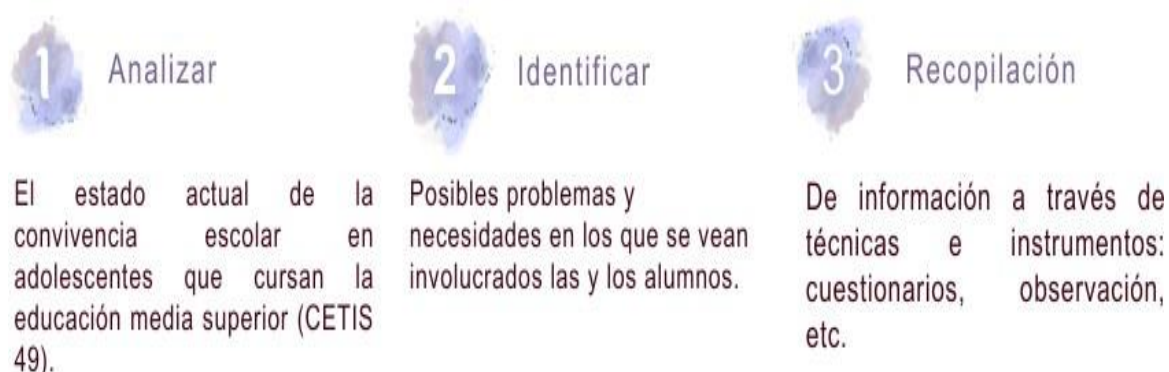 1 Analizar
El estado actual de la
convivencia escolar en
adolescentes que cursan la
educación media superior (CETIS
49).
2 Identificar
Posibles problemas y
necesidades en los que se vean
involucrados las y los alumnos.
3 Recopilación
De información a través de
técnicas e instrumentos:
cuestionarios, observación,
etc.